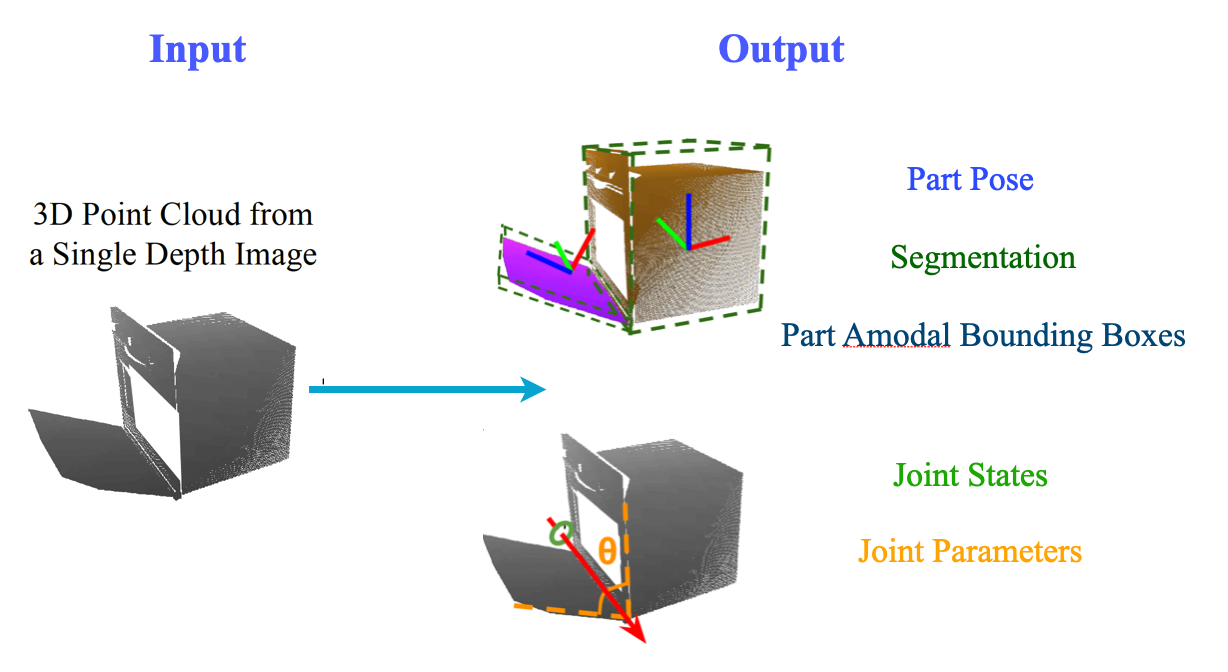 Input
Output
3D Point Cloud from
a Single Depth Image
Part Pose
Segmentation
Part Amodal Bounding Boxes
θ
Joint States
Joint Parameters